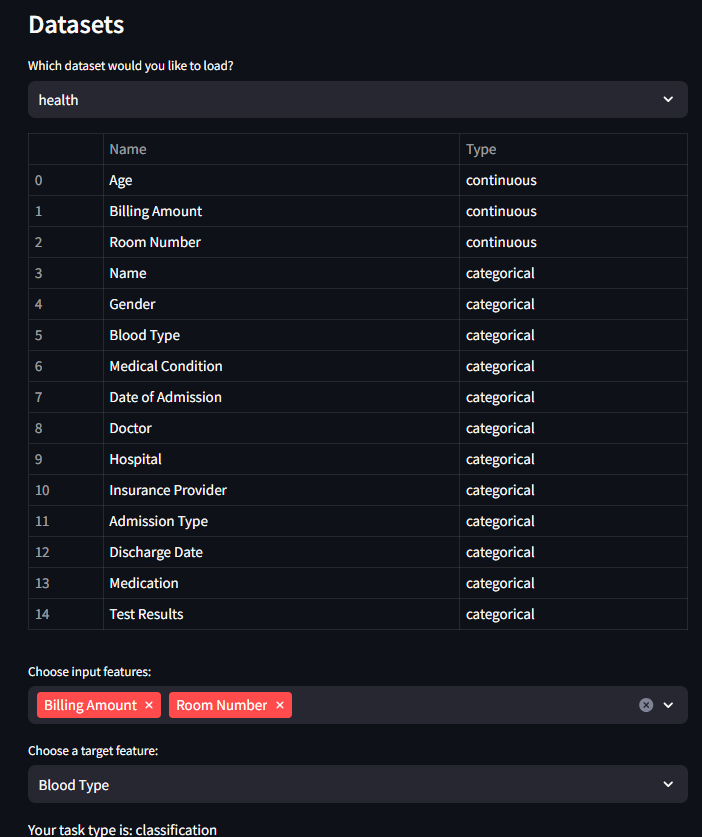 Datasets
Which dataset would you like to load?
health
Name Type
0 Age continuous
1 Billing Amount continuous
2 Room Number continuous
3 Name categorical
4 Gender categorical
5 Blood Type categorical
6 Medical Condition categorical
7 Date of Admission categorical
8 Doctor categorical
9 Hospital categorical
10 Insurance Provider categorical
11 Admission Type categorical
12 Discharge Date categorical
13 Medication categorical
14 Test Results categorical
Choose input features:
Billing Amount × Room Number ×
Choose a target feature:
Blood Type
Your task type is: classification